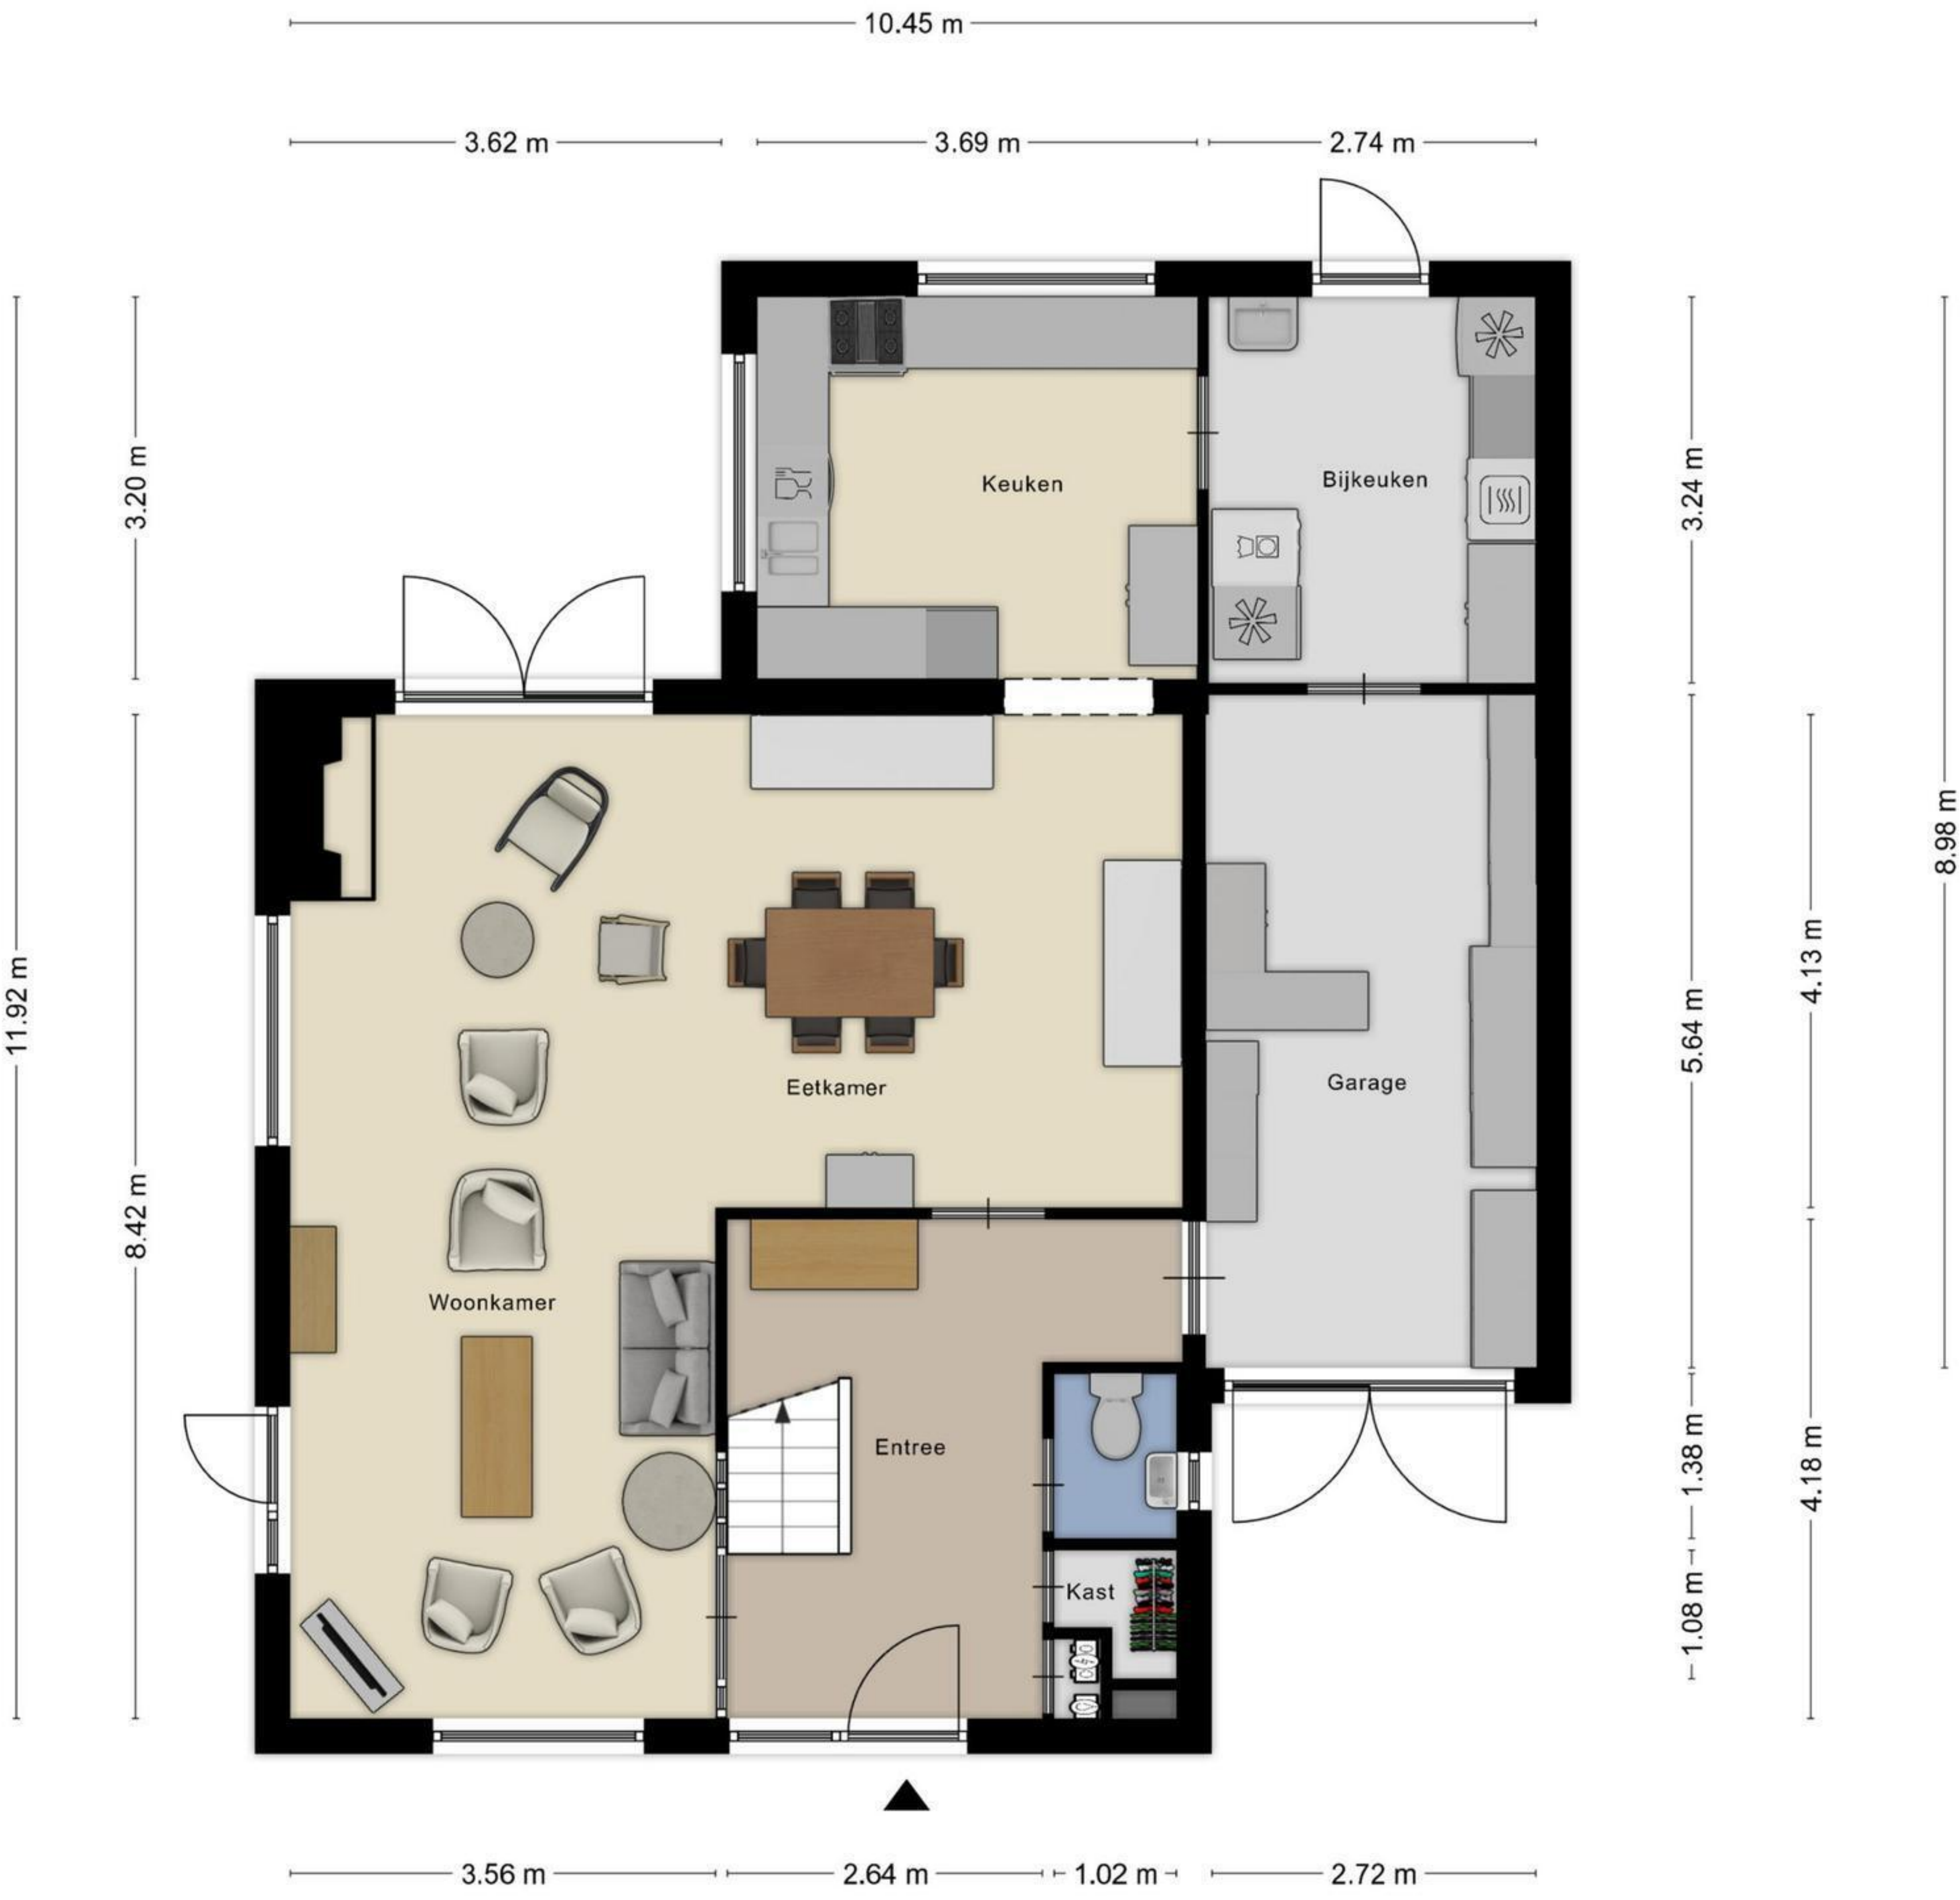 10.45 m
3.62 m
3.69 m
2.74 m
3.20 m
3.24 m
Keuken
Bijkeuken
8.98 m
4.13 m
11.92 m
5.64 m
Eetkamer
Garage
8.42 m
Woonkamer
Entree
1.38 m
4.18 m
Kast
1.08 m
3.56 m
2.64 m
1.02 m
2.72 m